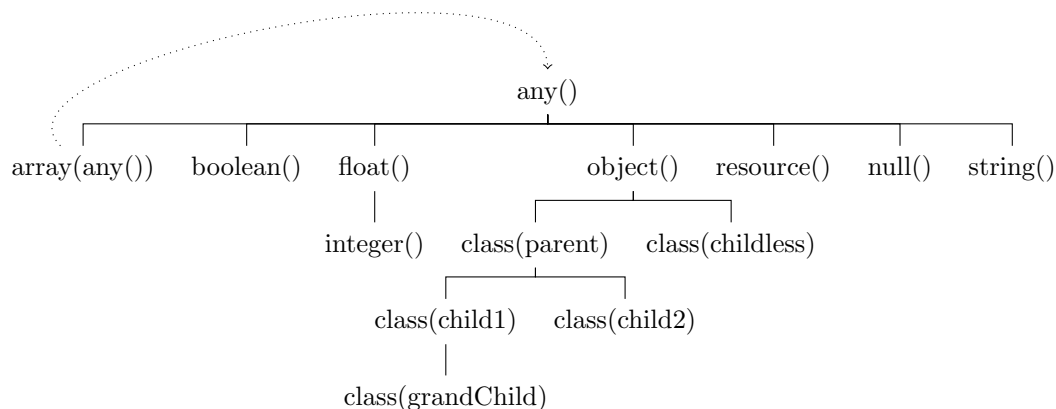 any()
array(any()) boolean() float() object() resource() null() string()
integer() class(parent) class(childless)
class(child1) class(child2)
class(grandChild)